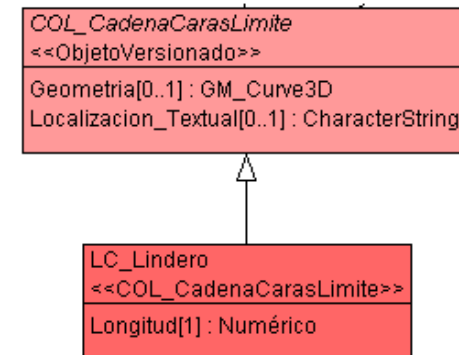 COL_CadenaCarasLimite
<<ObjetoVersionado>>
Geometria[0..1] : GM_Curve3D
Localizacion_Textual[0..1] : CharacterString
LC_Lindero
<<COL_CadenaCarasLimite>>
Longitud[1] : Numérico